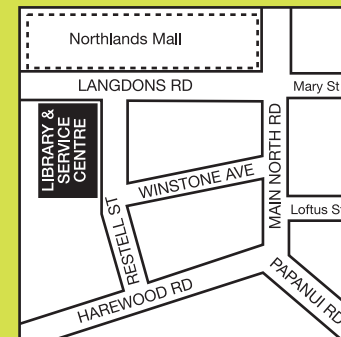 Northlands Mall
LANGDONS RD
Mary St
LIBRARY &
SERVICE
CENTRE
WINSTONE AVE
MAIN NORTH RD
Loftus St
RESTELL ST
HAREWOOD RD
PAPANUI RD